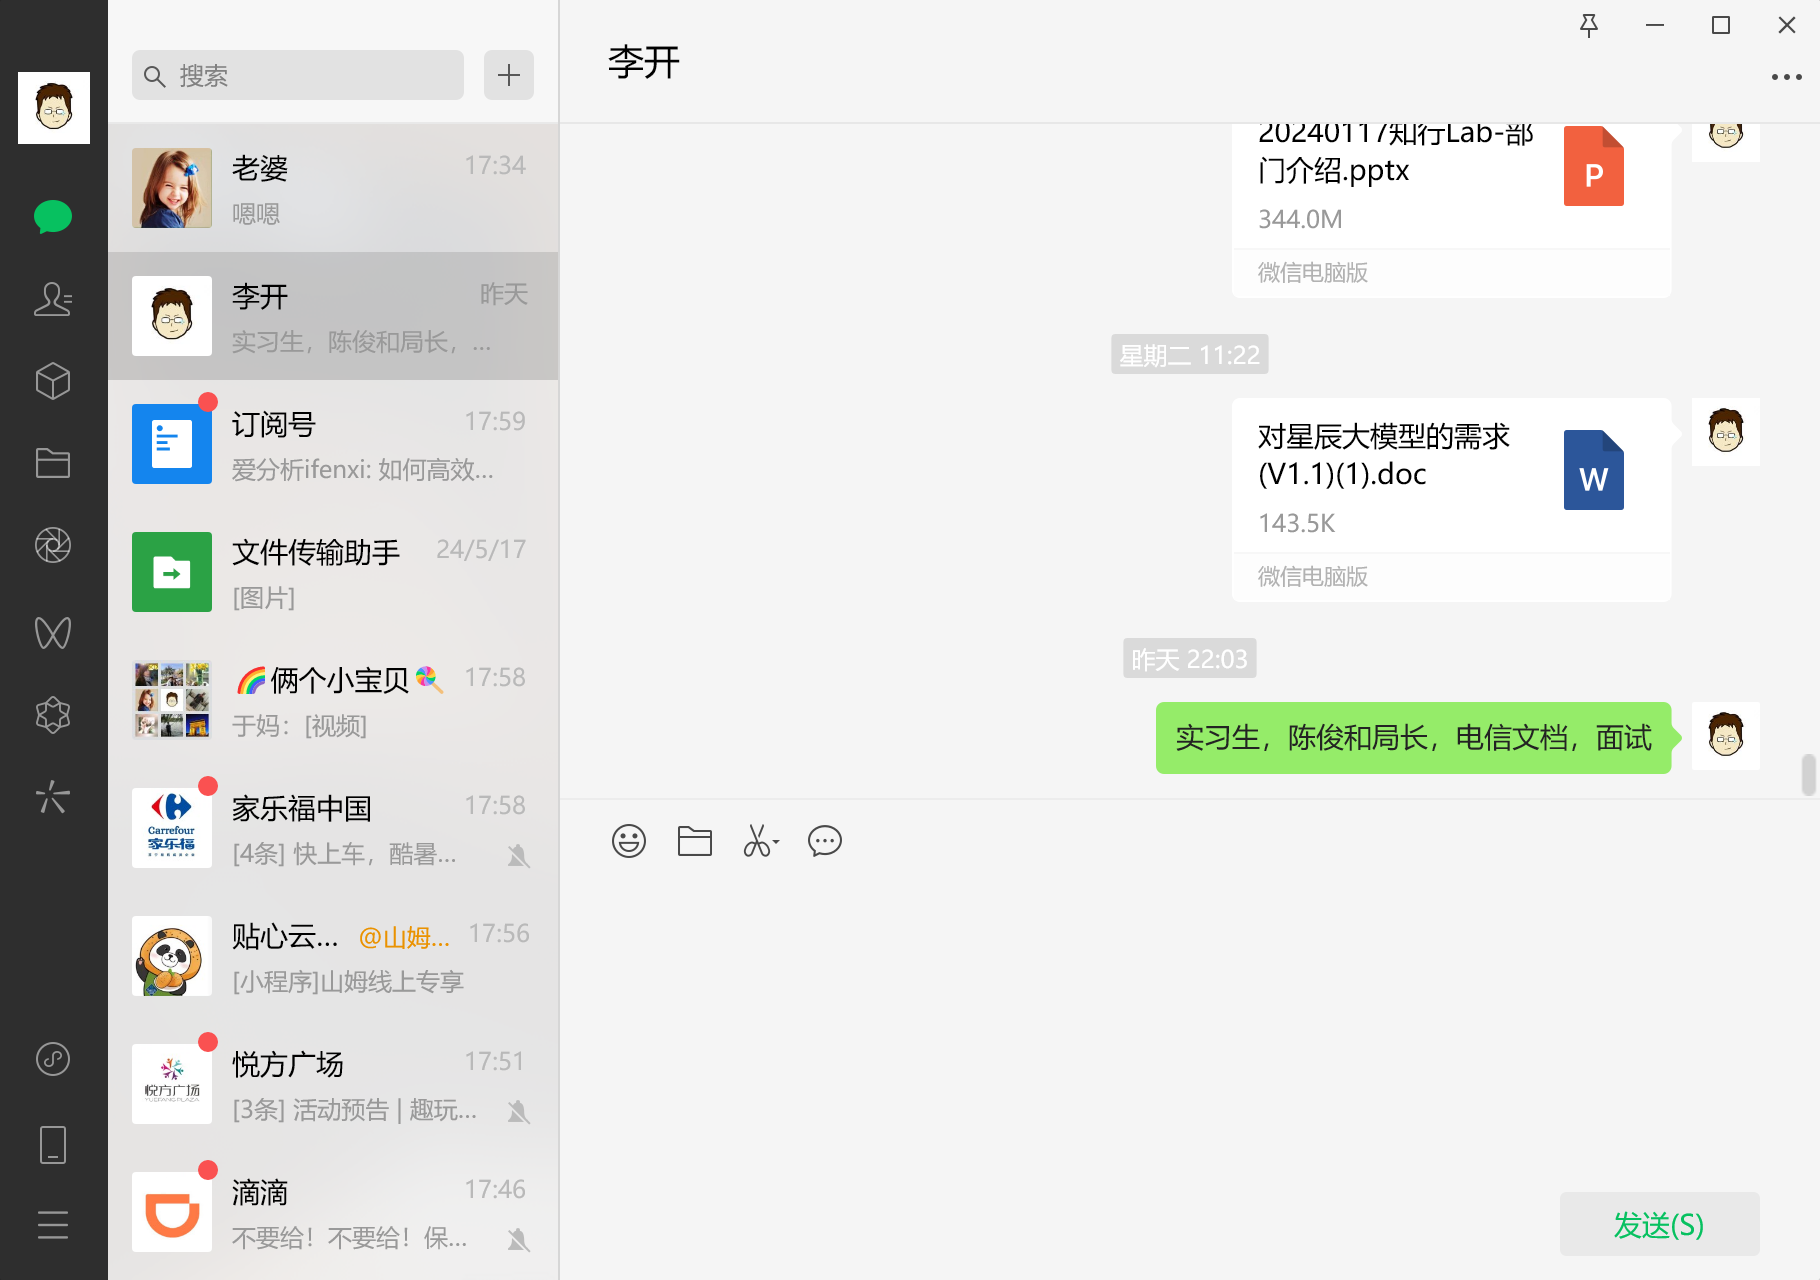 搜索
老婆
17:34
嗯嗯
李开
昨天
实习生，陈俊和局长，...
订阅号
17:59
爱分析ifenxi: 如何高效...
文件传输助手
24/5/17
[图片]
🌈俩个小宝贝🍭
17:58
于妈：[视频]
Carrefour
家乐福
家乐福中国
17:58
[4条] 快上车，酷暑...
贴心云...
@山姆...
17:56
[小程序]山姆线上专享
悦方广场
YUEFANG PLAZA
悦方广场
17:51
[3条] 活动预告 | 趣玩...
滴滴
17:46
不要给！不要给！保...
李开
20240117知行Lab-部
门介绍.pptx
P
344.0M
微信电脑版
星期二 11:22
对星辰大模型的需求
(V1.1)(1).doc
W
143.5K
微信电脑版
昨天 22:03
实习生，陈俊和局长，电信文档，面试
发送(S)